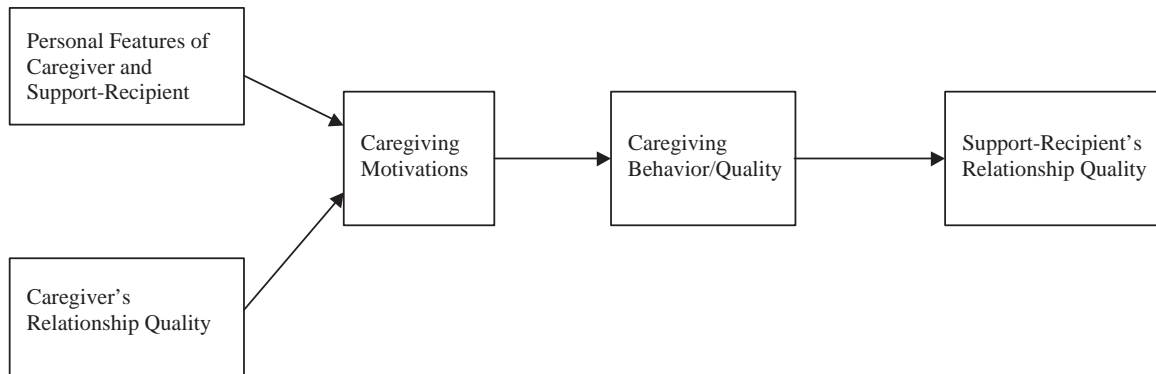 Personal Features of
Caregiver and
Support-Recipient
Caregiving
Motivations
Caregiving
Behavior/Quality
Support-Recipient's
Relationship Quality
Caregiver's
Relationship Quality